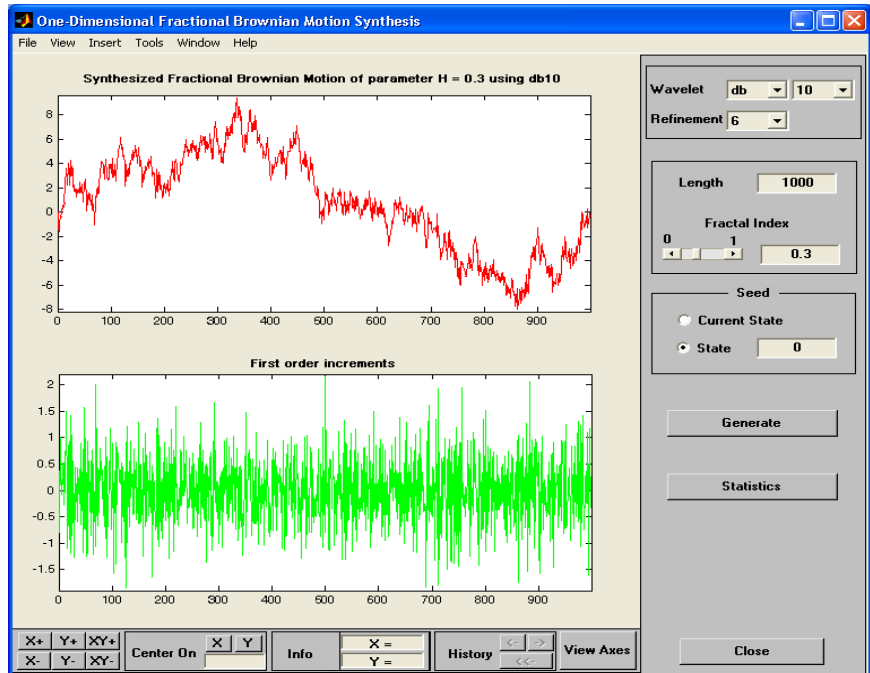 One-Dimensional Fractional Brownian Motion Synthesis
File View Insert Tools Window Help
Synthesized Fractional Brownian Motion of parameter H = 0.3 using db10
8
6
4
2
0
-2
-4
-6
-8
0 100 200 300 400 500 600 700 800 900
First order increments
2
1.5
1
0.5
0
-0.5
-1
-1.5
0 100 200 300 400 500 600 700 800 900
Wavelet db 10
Refinement 6
Length 1000
Fractal Index
0 1
0.3
Seed
Current State
State 0
Generate
Statistics
Close
X+ Y+ XY+
X- Y- XY-
Center On X Y
Info X =
Y =
History <- ->
<<-
View Axes